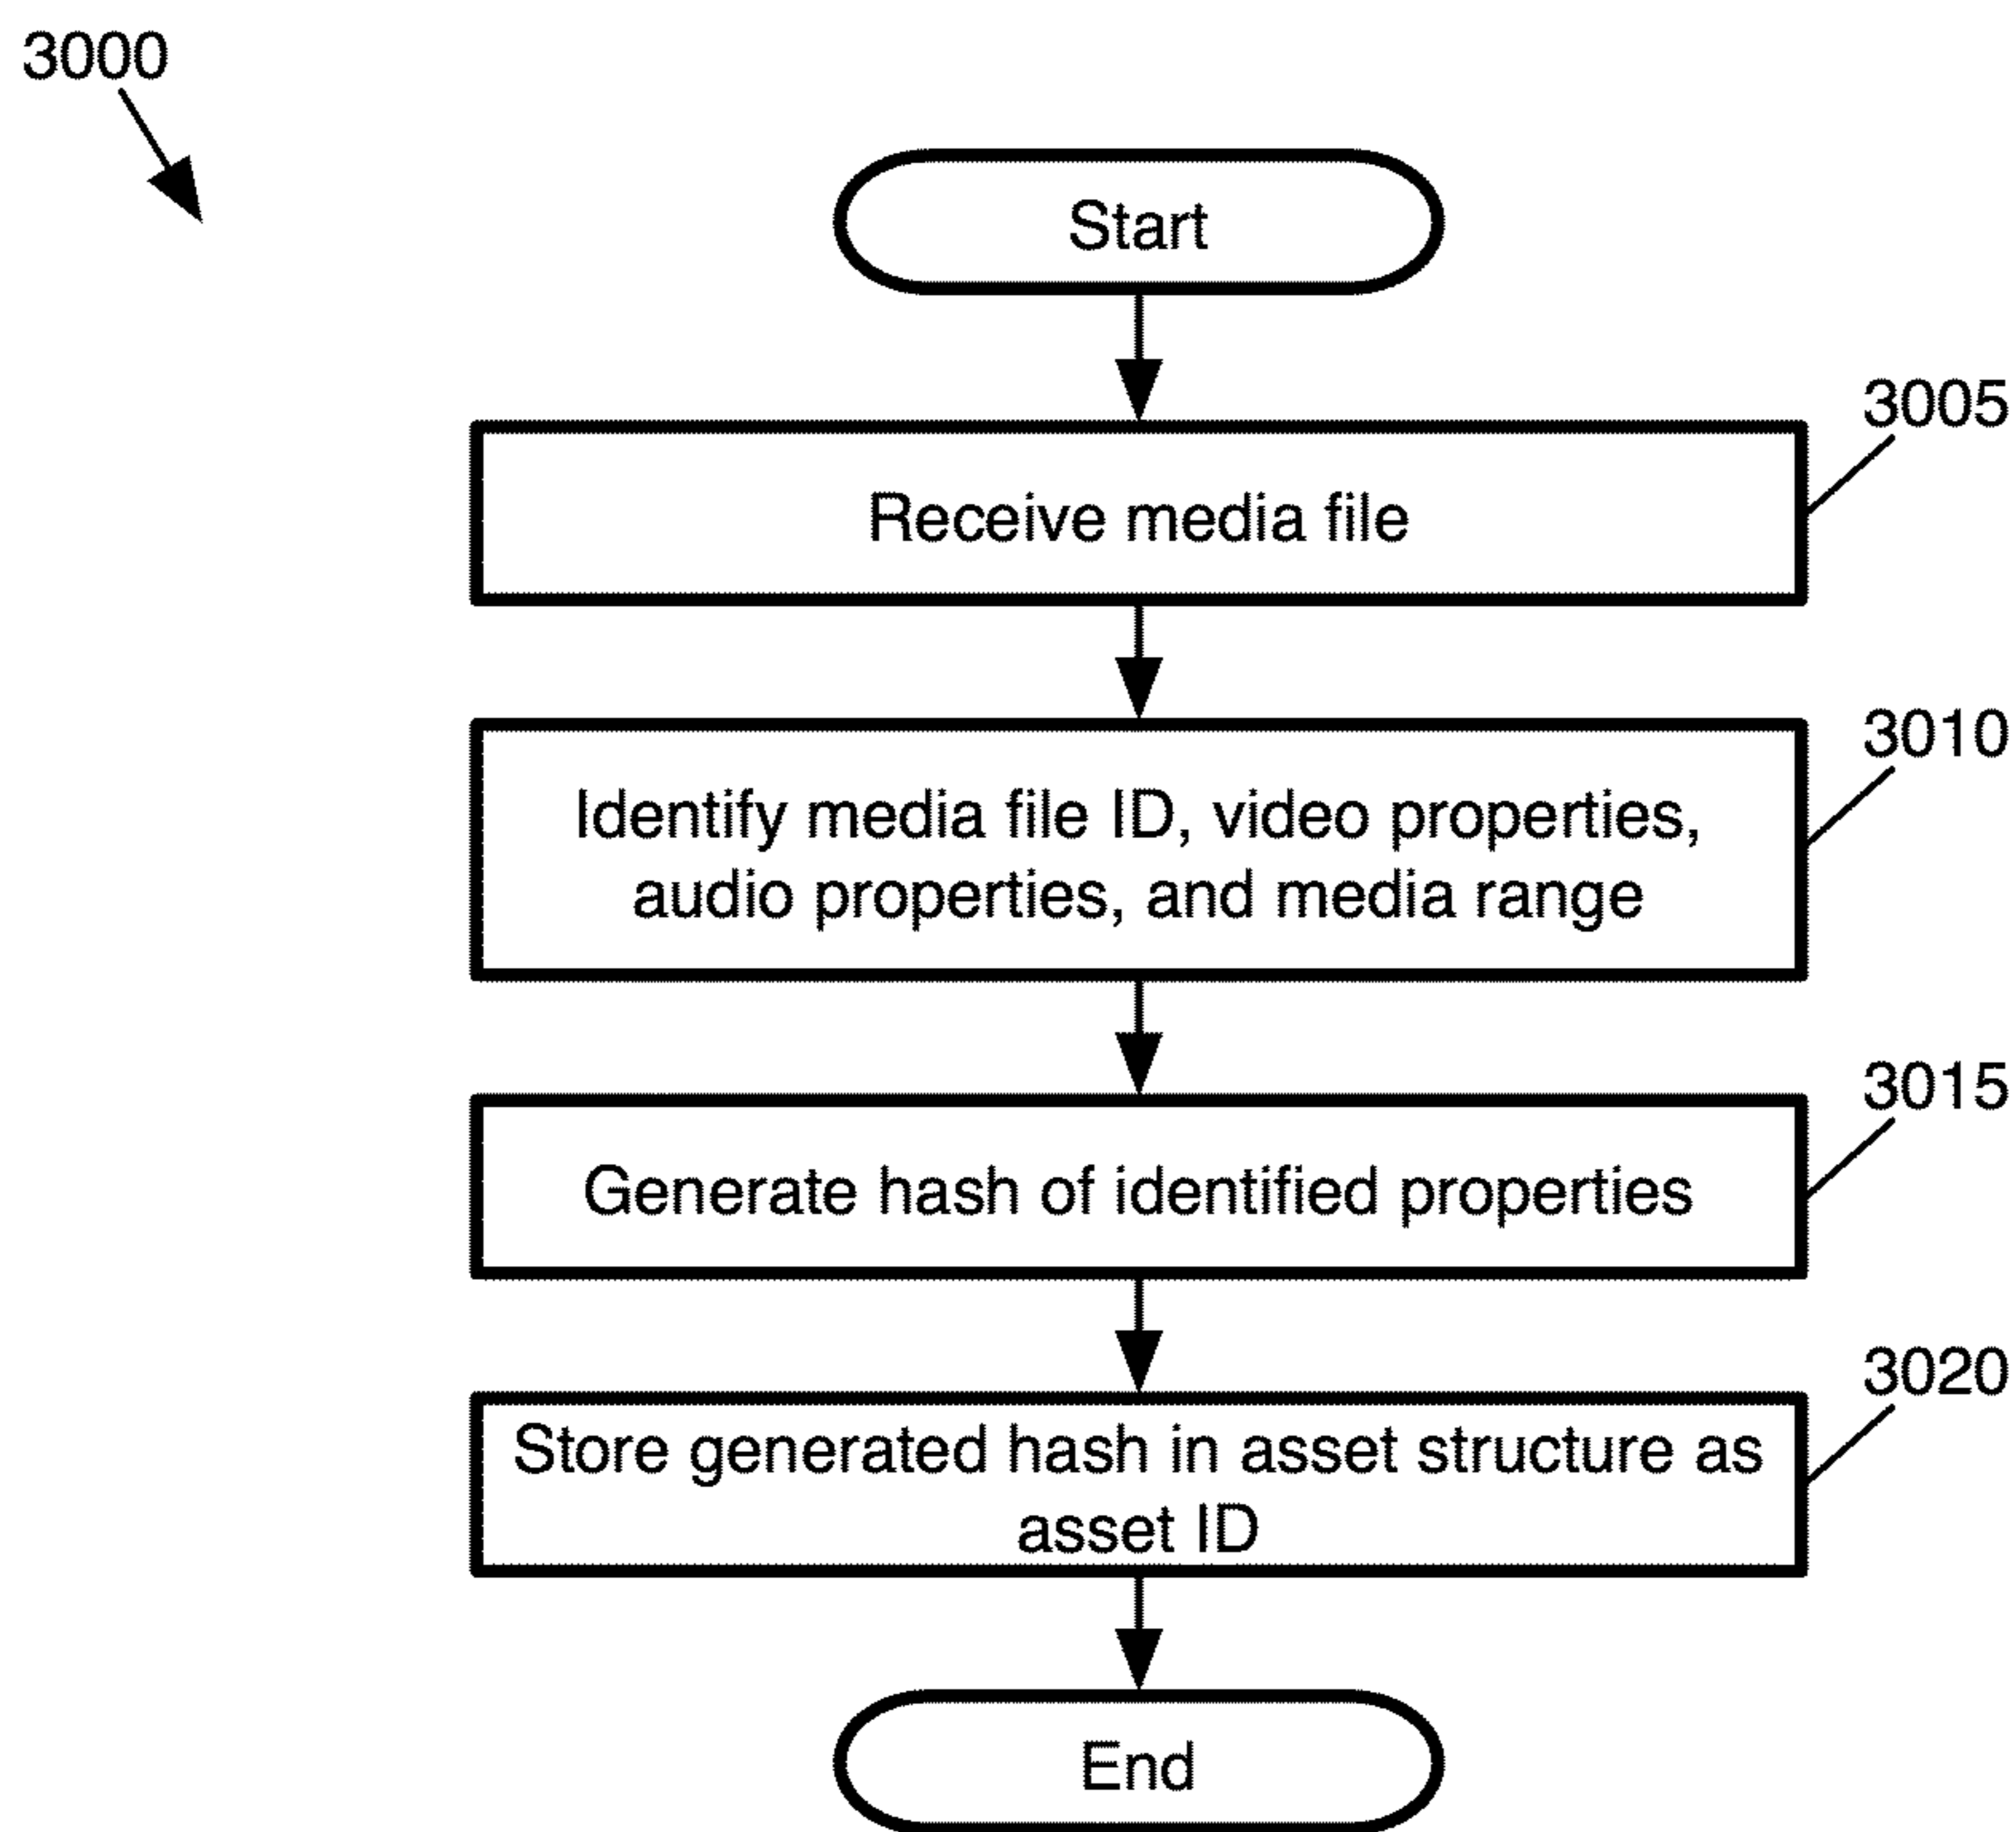 3000
Start
3005
Receive media file
3010
Identify media file ID, video properties,
audio properties, and media range
3015
Generate hash of identified properties
3020
Store generated hash in asset structure as
asset ID
End